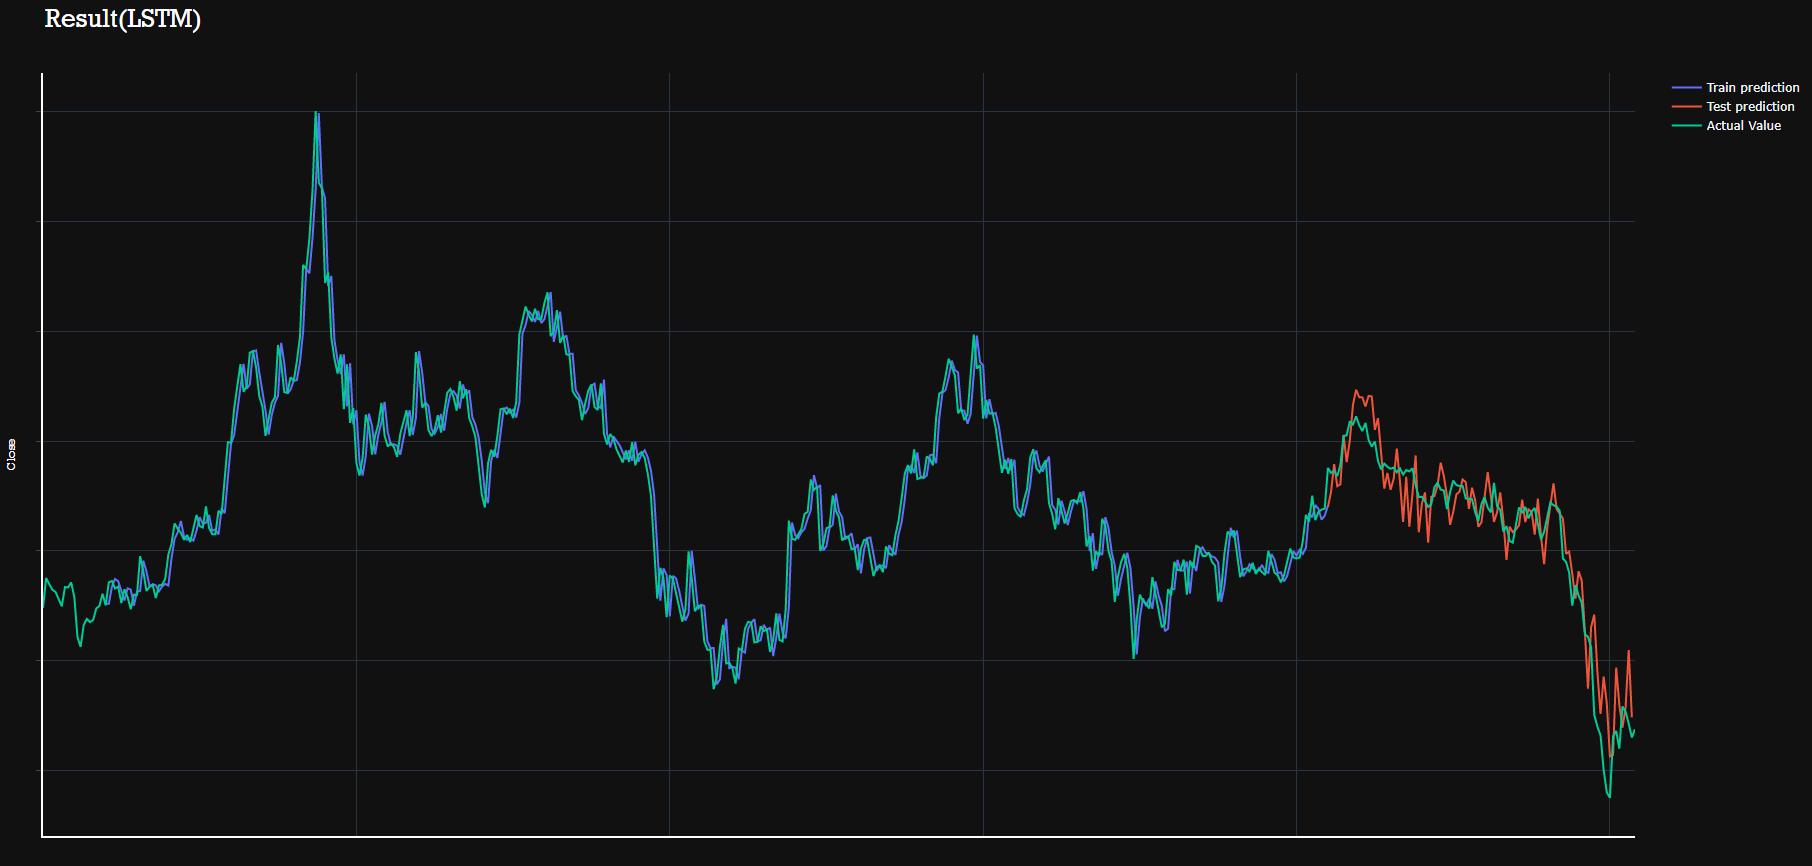 Result(LSTM)
Train prediction
Test prediction
Actual Value
Close